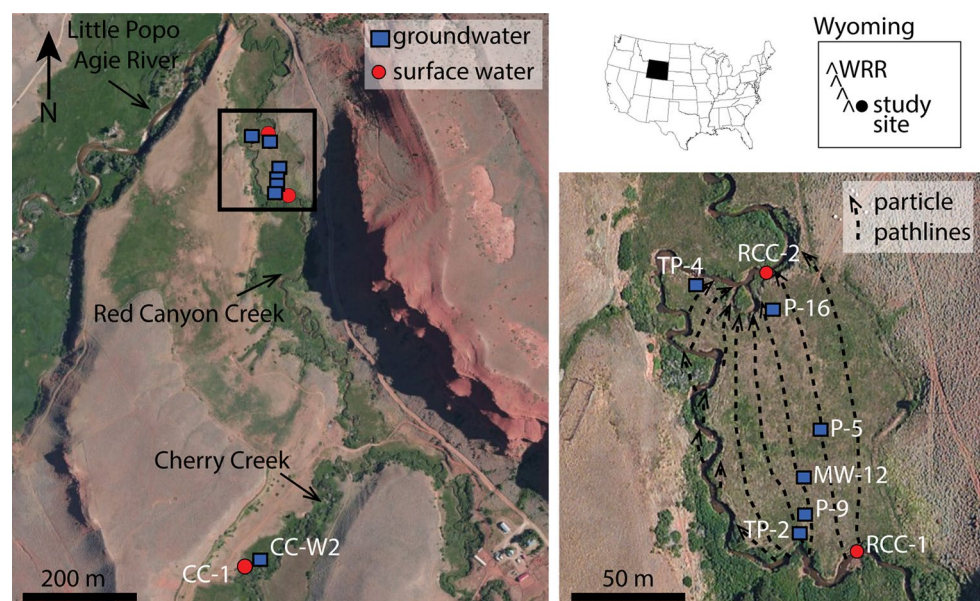 Little Popo
Agie River
N
groundwater
surface water
Red Canyon Creek
Cherry Creek
CC-W2
CC-1
200 m
Wyoming
WRR
study
site
particle
pathlines
RCC-2
TP-4
P-16
P-5
MW-12
P-9
TP-2
RCC-1
50 m